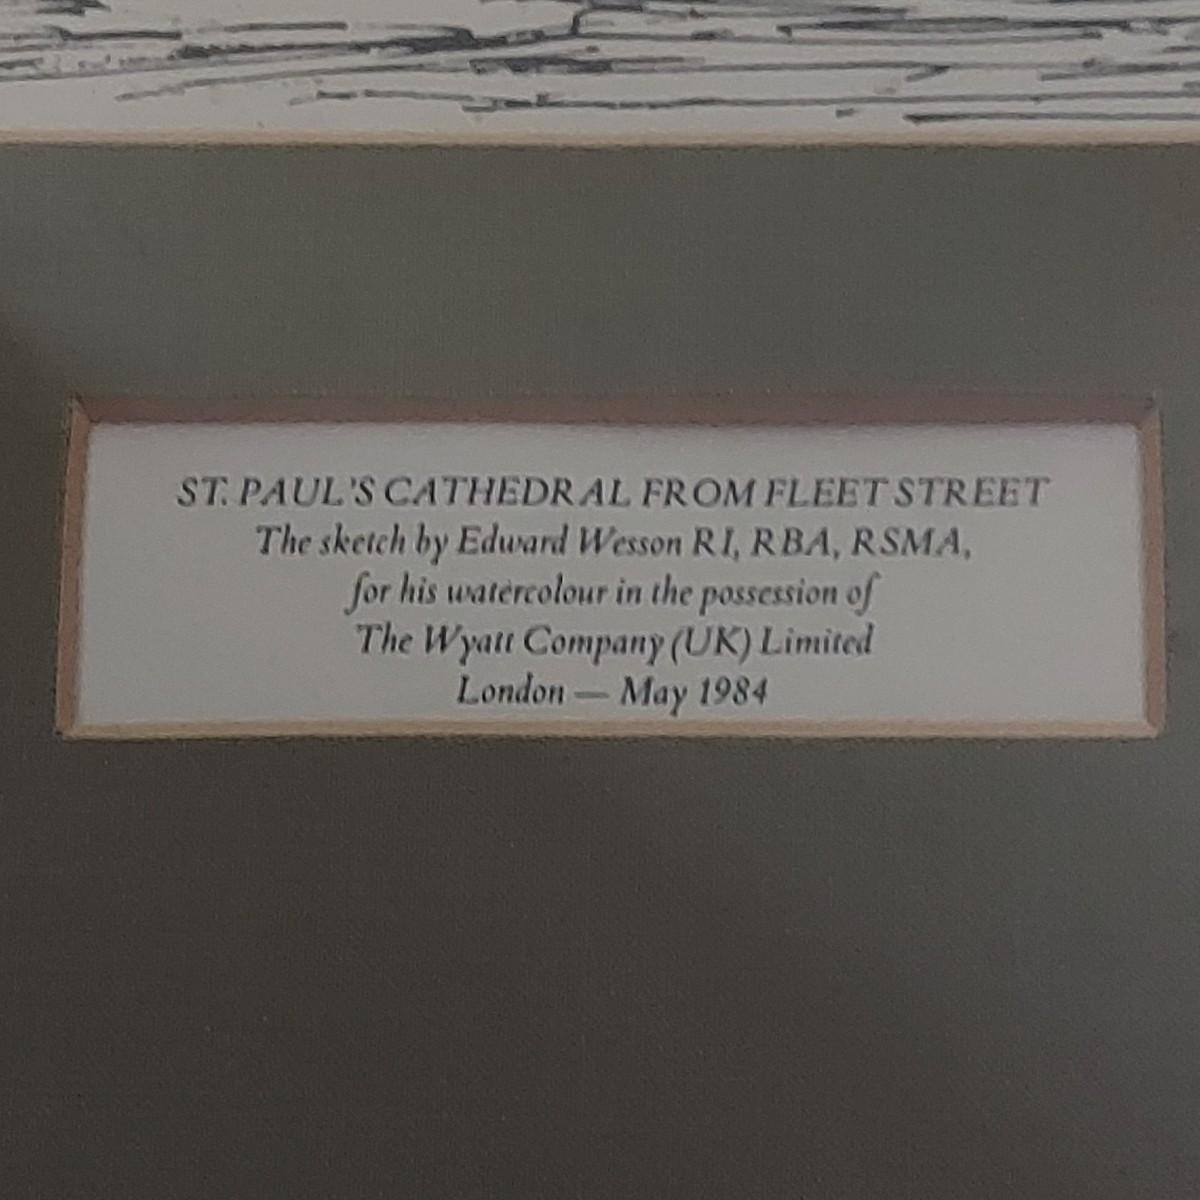 ST. PAUL'S CATHEDRAL FROM FLEET STREET
The sketch by Edward Wesson RI, RBA, RSMA,
for his watercolour in the possession of
The Wyatt Company (UK) Limited
London — May 1984